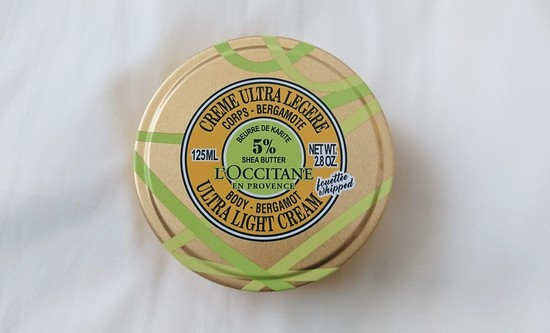 CREME ULTRA LEGERE
CORPS - BERGAMOTE
BEURRE DE KARITE
5%
SHEA BUTTER
125ML
NET WT.
2.8 OZ.
L'OCCITANE
EN PROVENCE
fouettée
whipped
BODY - BERGAMOT
ULTRA LIGHT CREAM